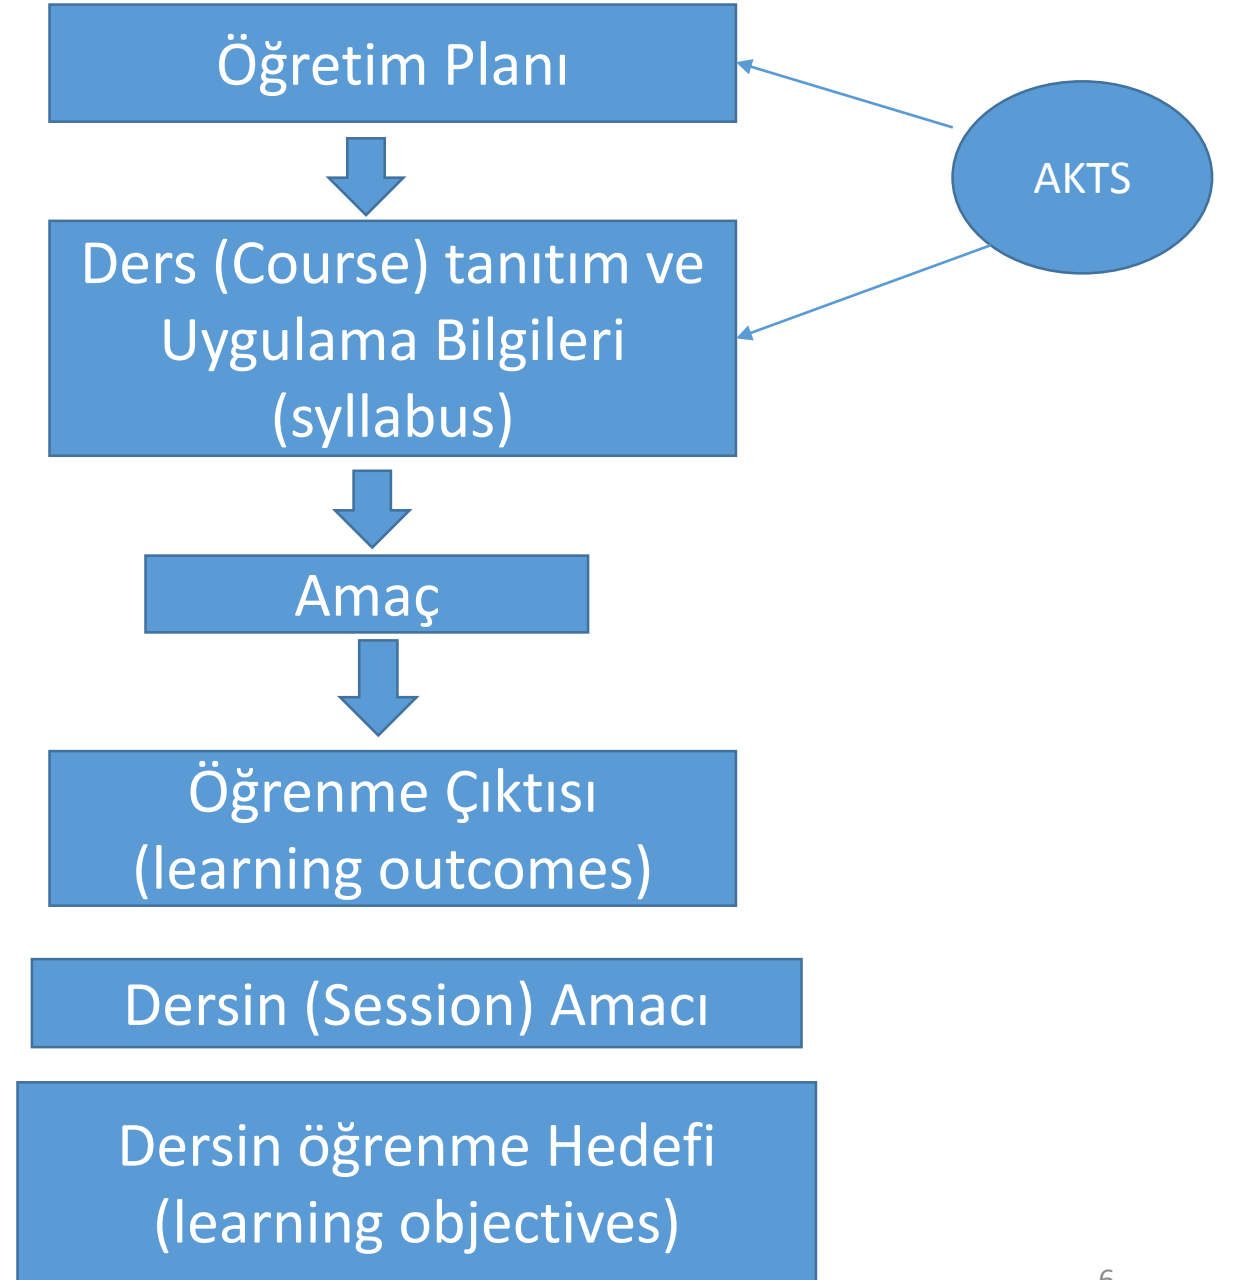 Öğretim Planı
AKTS
Ders (Course) tanıtım ve
Uygulama Bilgileri
(syllabus)
Amaç
Öğrenme Çıktısı
(learning outcomes)
Dersin (Session) Amacı
Dersin öğrenme Hedefi
(learning objectives)
6